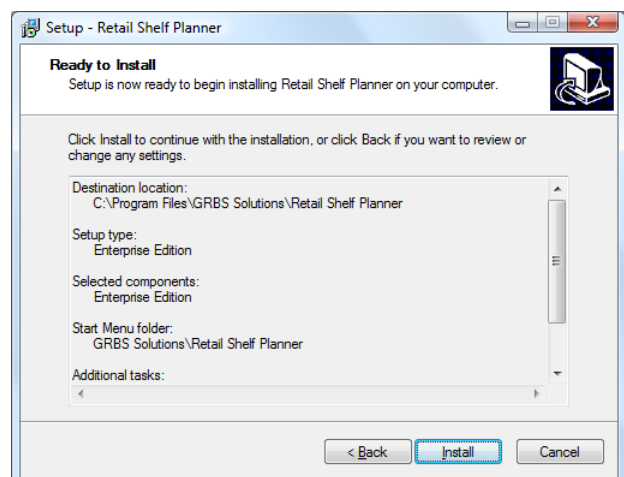 Setup - Retail Shelf Planner
Ready to Install
Setup is now ready to begin installing Retail Shelf Planner on your computer.
Click Install to continue with the installation, or click Back if you want to review or
change any settings.
Destination location:
C:\Program Files\GRBS Solutions\Retail Shelf Planner
Setup type:
Enterprise Edition
Selected components:
Enterprise Edition
Start Menu folder:
GRBS Solutions\Retail Shelf Planner
Additional tasks:
< Back
Install
Cancel